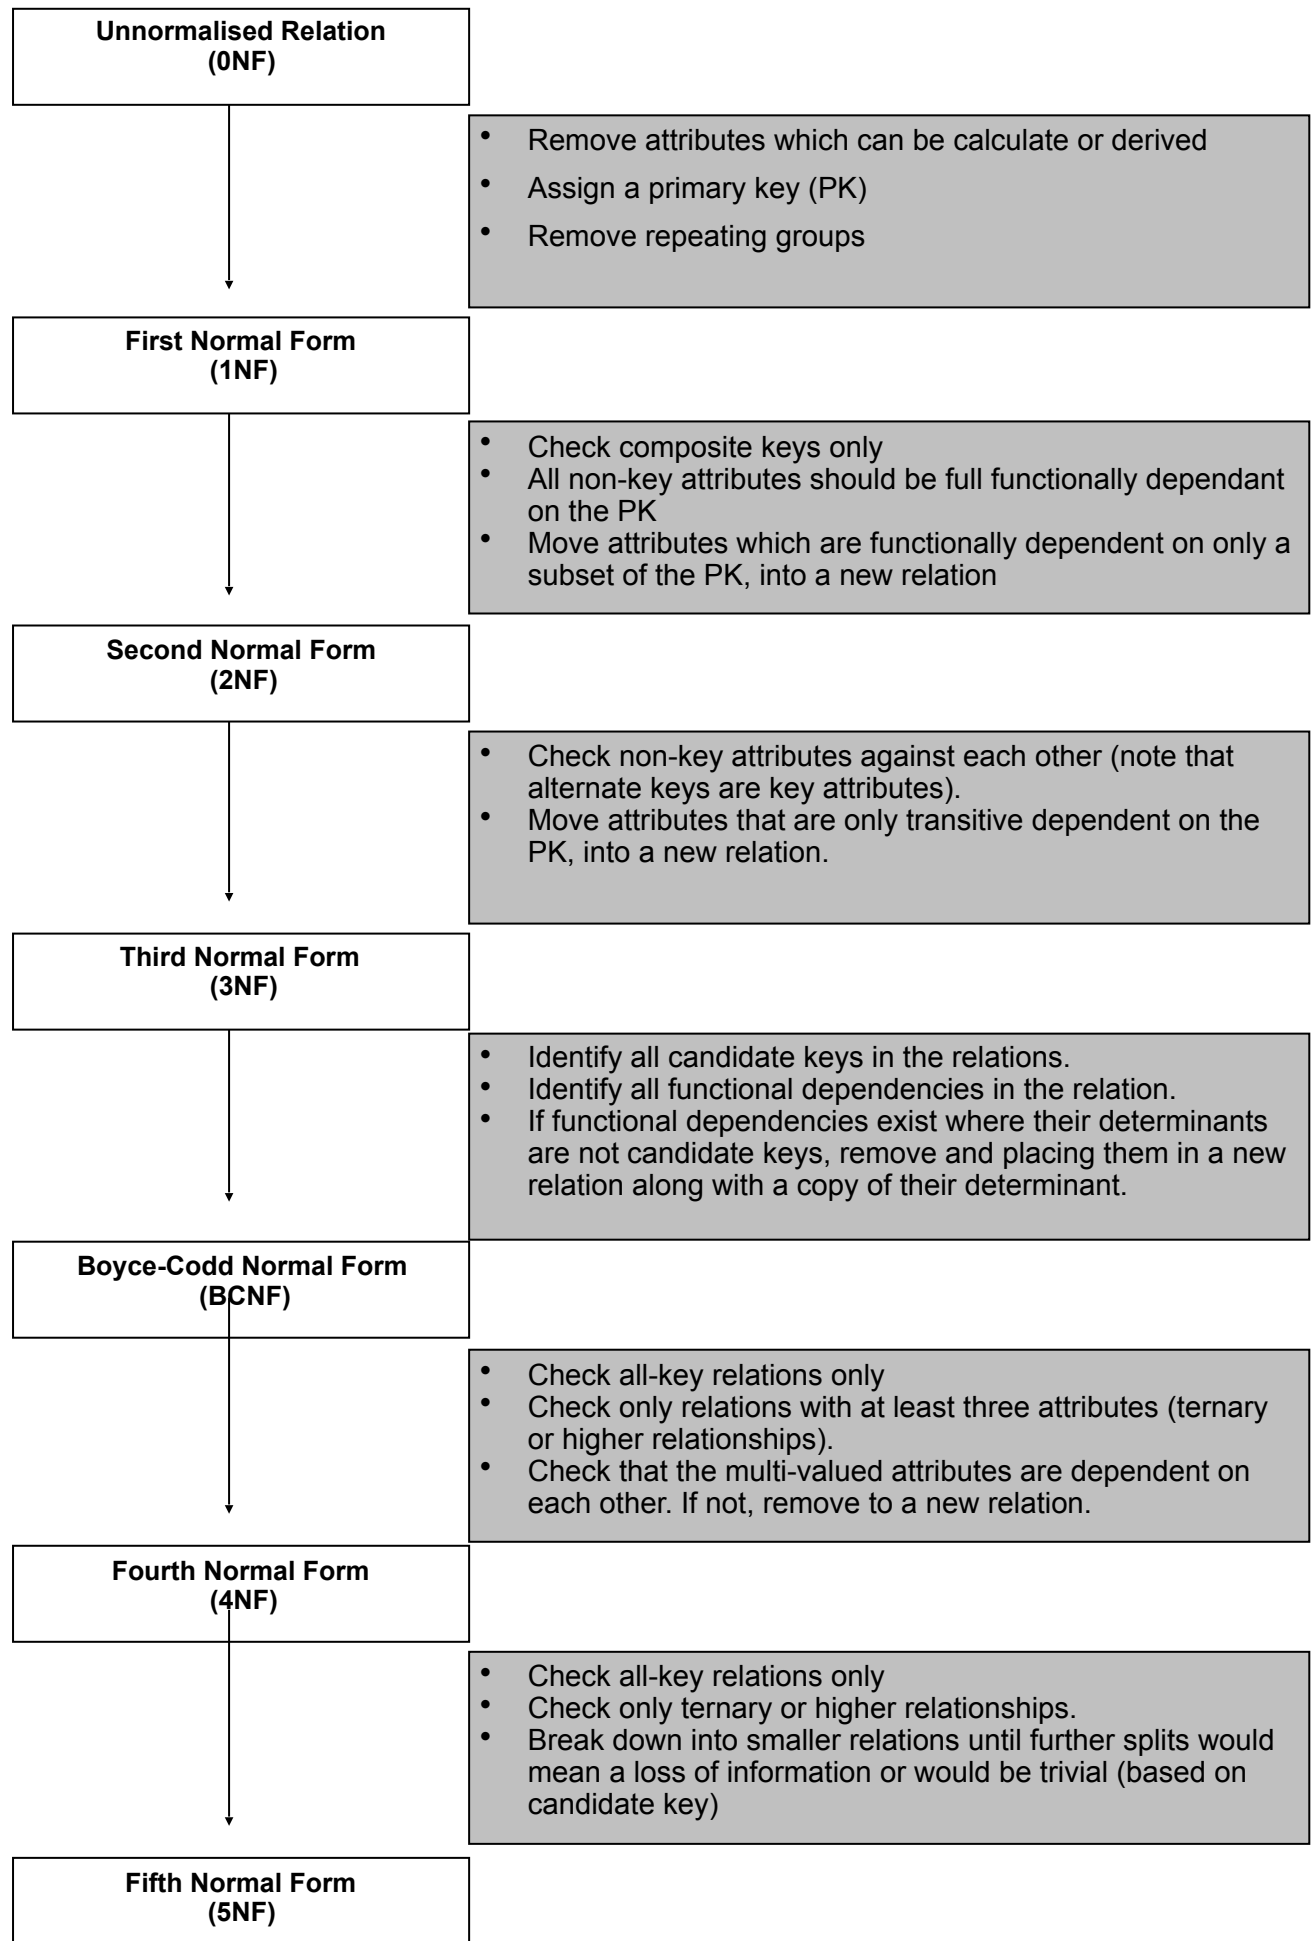 Unnormalised Relation
(0NF)
• Remove attributes which can be calculate or derived
• Assign a primary key (PK)
• Remove repeating groups
First Normal Form
(1NF)
• Check composite keys only
• All non-key attributes should be full functionally dependant
on the PK
• Move attributes which are functionally dependent on only a
subset of the PK, into a new relation
Second Normal Form
(2NF)
• Check non-key attributes against each other (note that
alternate keys are key attributes).
• Move attributes that are only transitive dependent on the
PK, into a new relation.
Third Normal Form
(3NF)
• Identify all candidate keys in the relations.
• Identify all functional dependencies in the relation.
• If functional dependencies exist where their determinants
are not candidate keys, remove and placing them in a new
relation along with a copy of their determinant.
Boyce-Codd Normal Form
(BCNF)
• Check all-key relations only
• Check only relations with at least three attributes (ternary
or higher relationships).
• Check that the multi-valued attributes are dependent on
each other. If not, remove to a new relation.
Fourth Normal Form
(4NF)
• Check all-key relations only
• Check only ternary or higher relationships.
• Break down into smaller relations until further splits would
mean a loss of information or would be trivial (based on
candidate key)
Fifth Normal Form
(5NF)